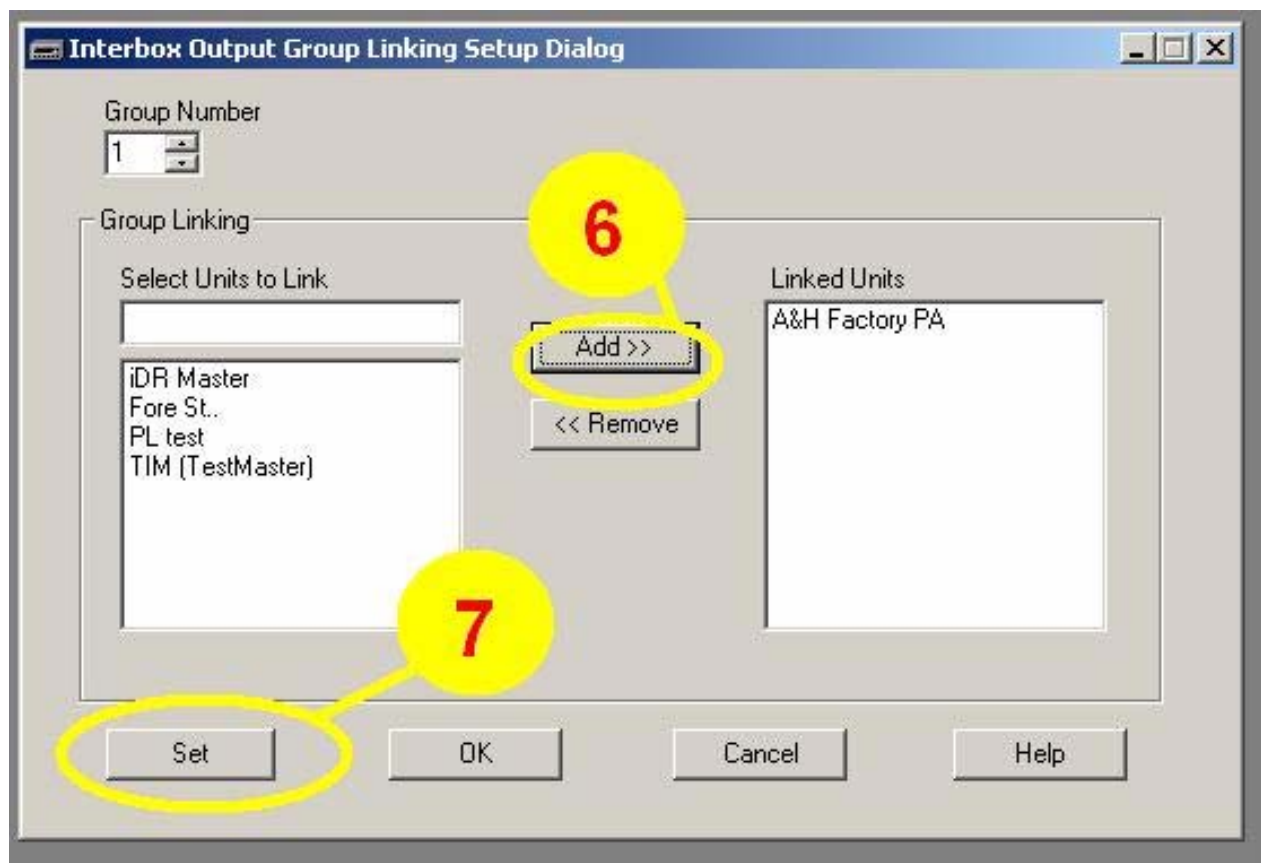 Interbox Output Group Linking Setup Dialog
Group Number
1
Group Linking
6
Select Units to Link
Linked Units
Add >>
A&H Factory PA
iDR Master
Fore St..
PL test
TIM (TestMaster)
<< Remove
7
Set
OK
Cancel
Help